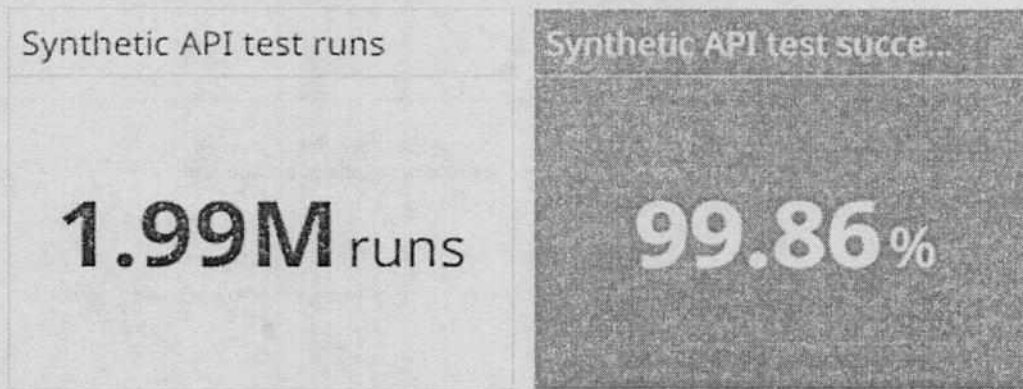 Synthetic API test runs
1.99M runs
Synthetic API test succe...
99.86%